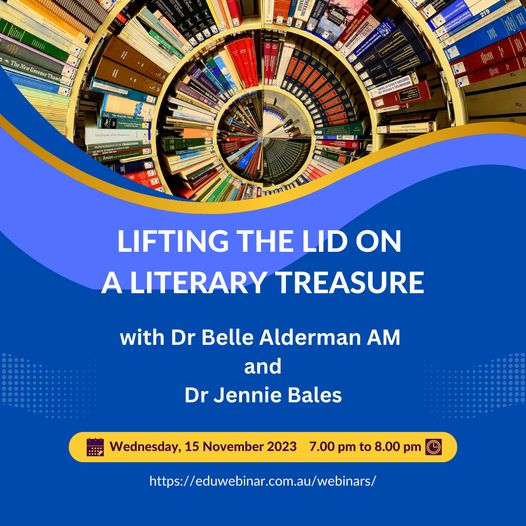 LIFTING THE LID ON
A LITERARY TREASURE
with Dr Belle Alderman AM
and
Dr Jennie Bales
Wednesday, 15 November 2023 7.00 pm to 8.00 pm
https://eduwebinar.com.au/webinars/